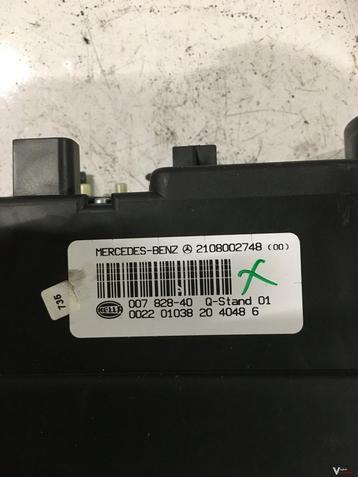 MERCEDES-BENZ 2108002748 (00)
HELLA 007 828-40 Q-Stand 01
0022 01038 20 4048 6
735